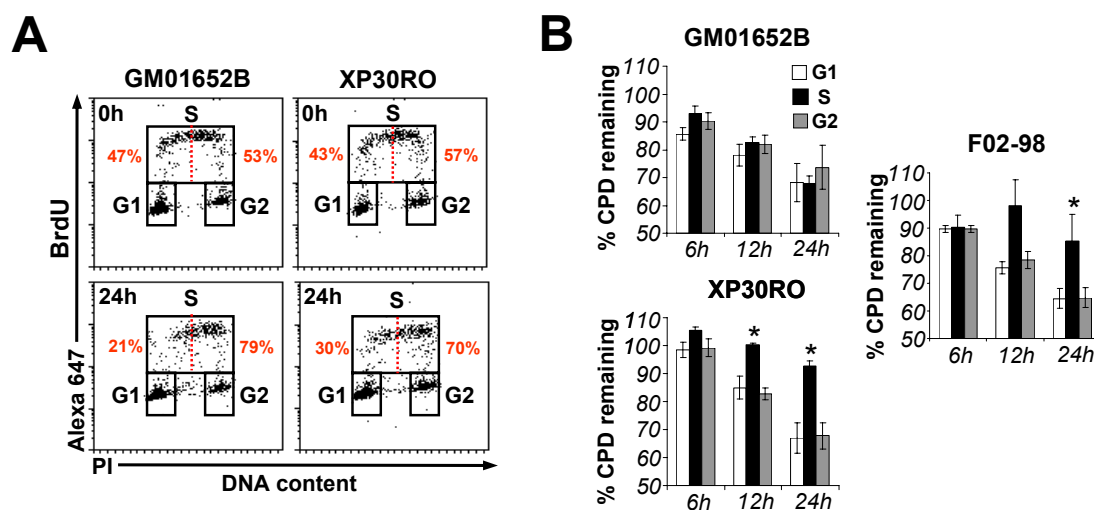 A
GM01652B XP30RO
0h S 47% 53% G1 G2
0h S 43% 57% G1 G2
24h S 21% 79% G1 G2
24h S 30% 70% G1 G2
BrdU
Alexa 647
PI
DNA content
B
GM01652B
% CPD remaining
110
100
90
80
70
60
50
6h 12h 24h
G1
S
G2
XP30RO
% CPD remaining
110
100
90
80
70
60
50
* *
6h 12h 24h
F02-98
% CPD remaining
110
100
90
80
70
60
50
*
6h 12h 24h